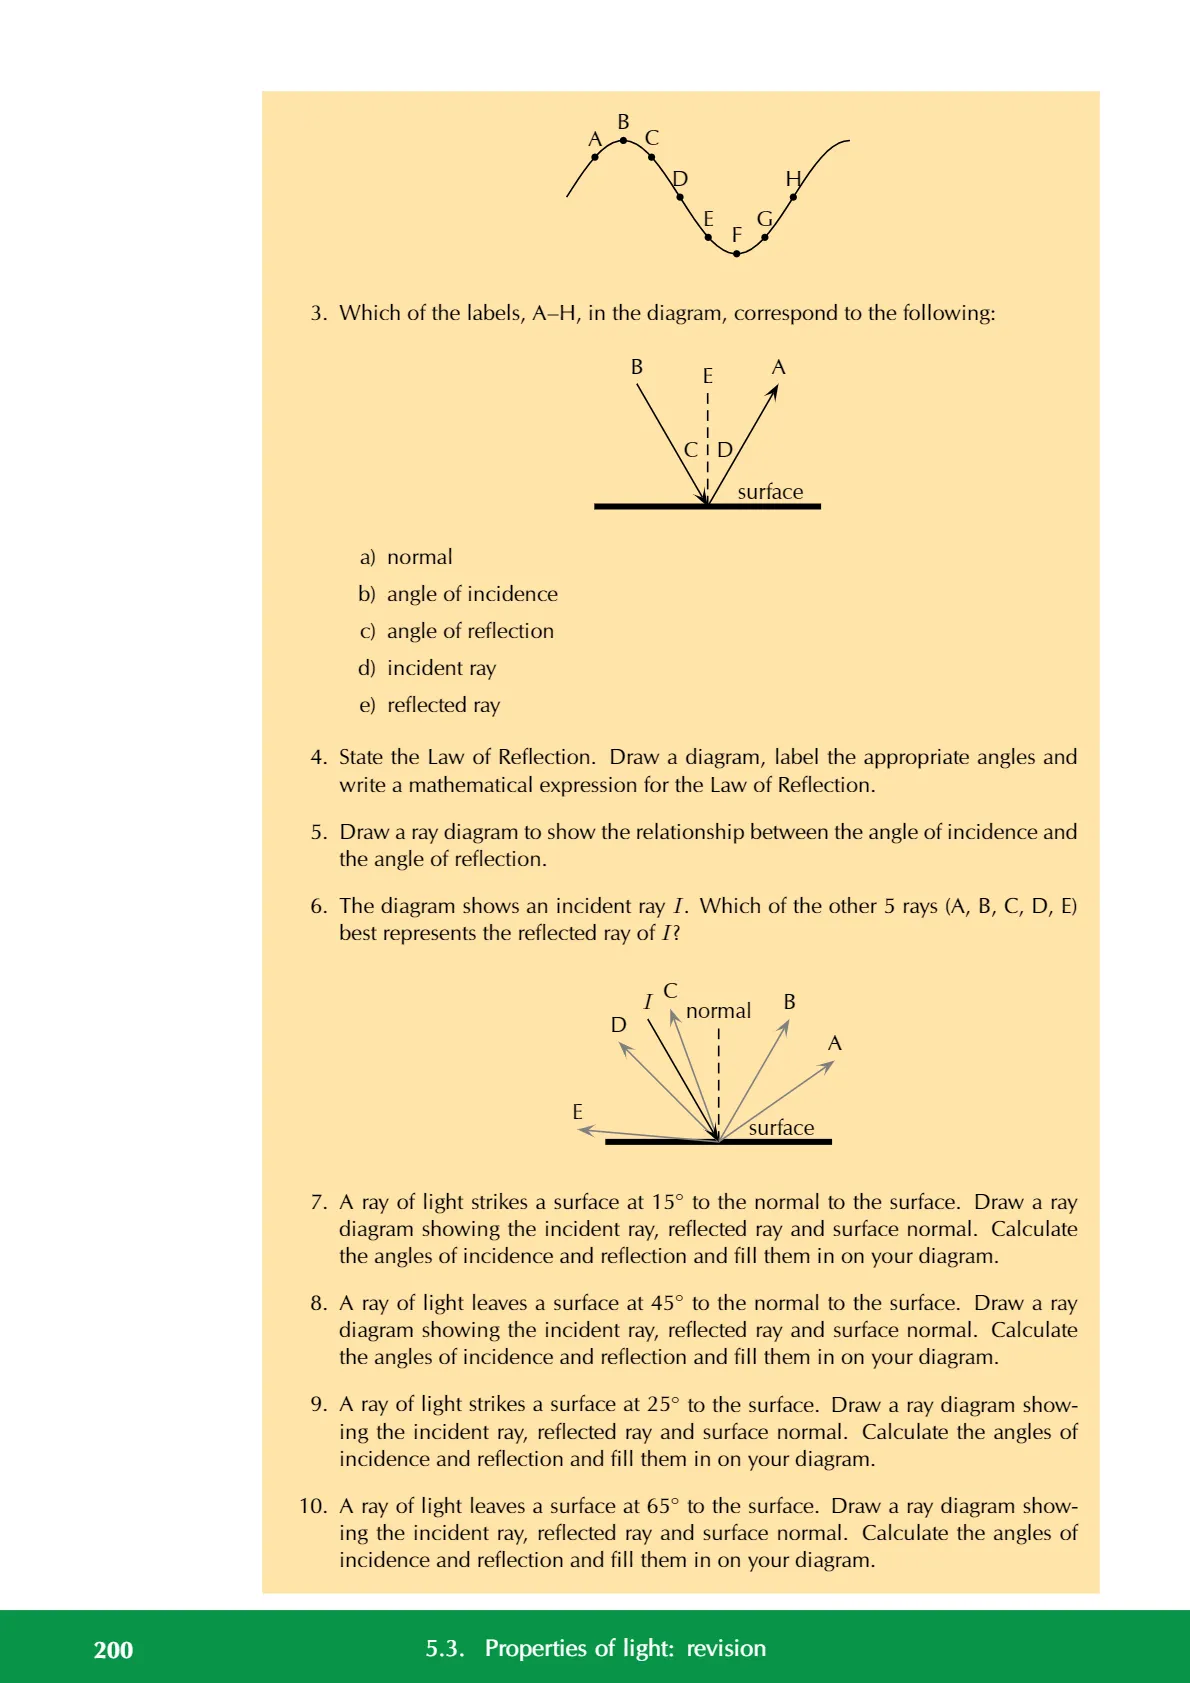 B
A
C
D
H
E
G
F
3. Which of the labels, A–H, in the diagram, correspond to the following:
B
E
A
C
D
surface
a) normal
b) angle of incidence
c) angle of reflection
d) incident ray
e) reflected ray
4. State the Law of Reflection. Draw a diagram, label the appropriate angles and
write a mathematical expression for the Law of Reflection.
5. Draw a ray diagram to show the relationship between the angle of incidence and
the angle of reflection.
6. The diagram shows an incident ray I. Which of the other 5 rays (A, B, C, D, E)
best represents the reflected ray of I?
I
C
normal
B
D
A
E
surface
7. A ray of light strikes a surface at 15° to the normal to the surface. Draw a ray
diagram showing the incident ray, reflected ray and surface normal. Calculate
the angles of incidence and reflection and fill them in on your diagram.
8. A ray of light leaves a surface at 45° to the normal to the surface. Draw a ray
diagram showing the incident ray, reflected ray and surface normal. Calculate
the angles of incidence and reflection and fill them in on your diagram.
9. A ray of light strikes a surface at 25° to the surface. Draw a ray diagram show-
ing the incident ray, reflected ray and surface normal. Calculate the angles of
incidence and reflection and fill them in on your diagram.
10. A ray of light leaves a surface at 65° to the surface. Draw a ray diagram show-
ing the incident ray, reflected ray and surface normal. Calculate the angles of
incidence and reflection and fill them in on your diagram.
200 5.3. Properties of light: revision